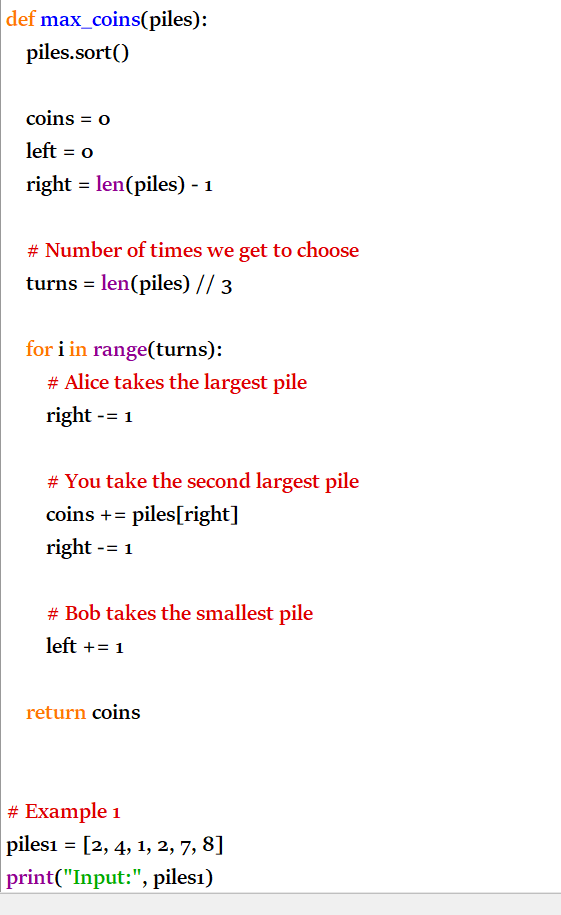 def max_coins(piles):
    piles.sort()

    coins = 0
    left = 0
    right = len(piles) - 1

    # Number of times we get to choose
    turns = len(piles) // 3

    for i in range(turns):
        # Alice takes the largest pile
        right -= 1

        # You take the second largest pile
        coins += piles[right]
        right -= 1

        # Bob takes the smallest pile
        left += 1

    return coins


# Example 1
piles1 = [2, 4, 1, 2, 7, 8]
print("Input:", piles1)